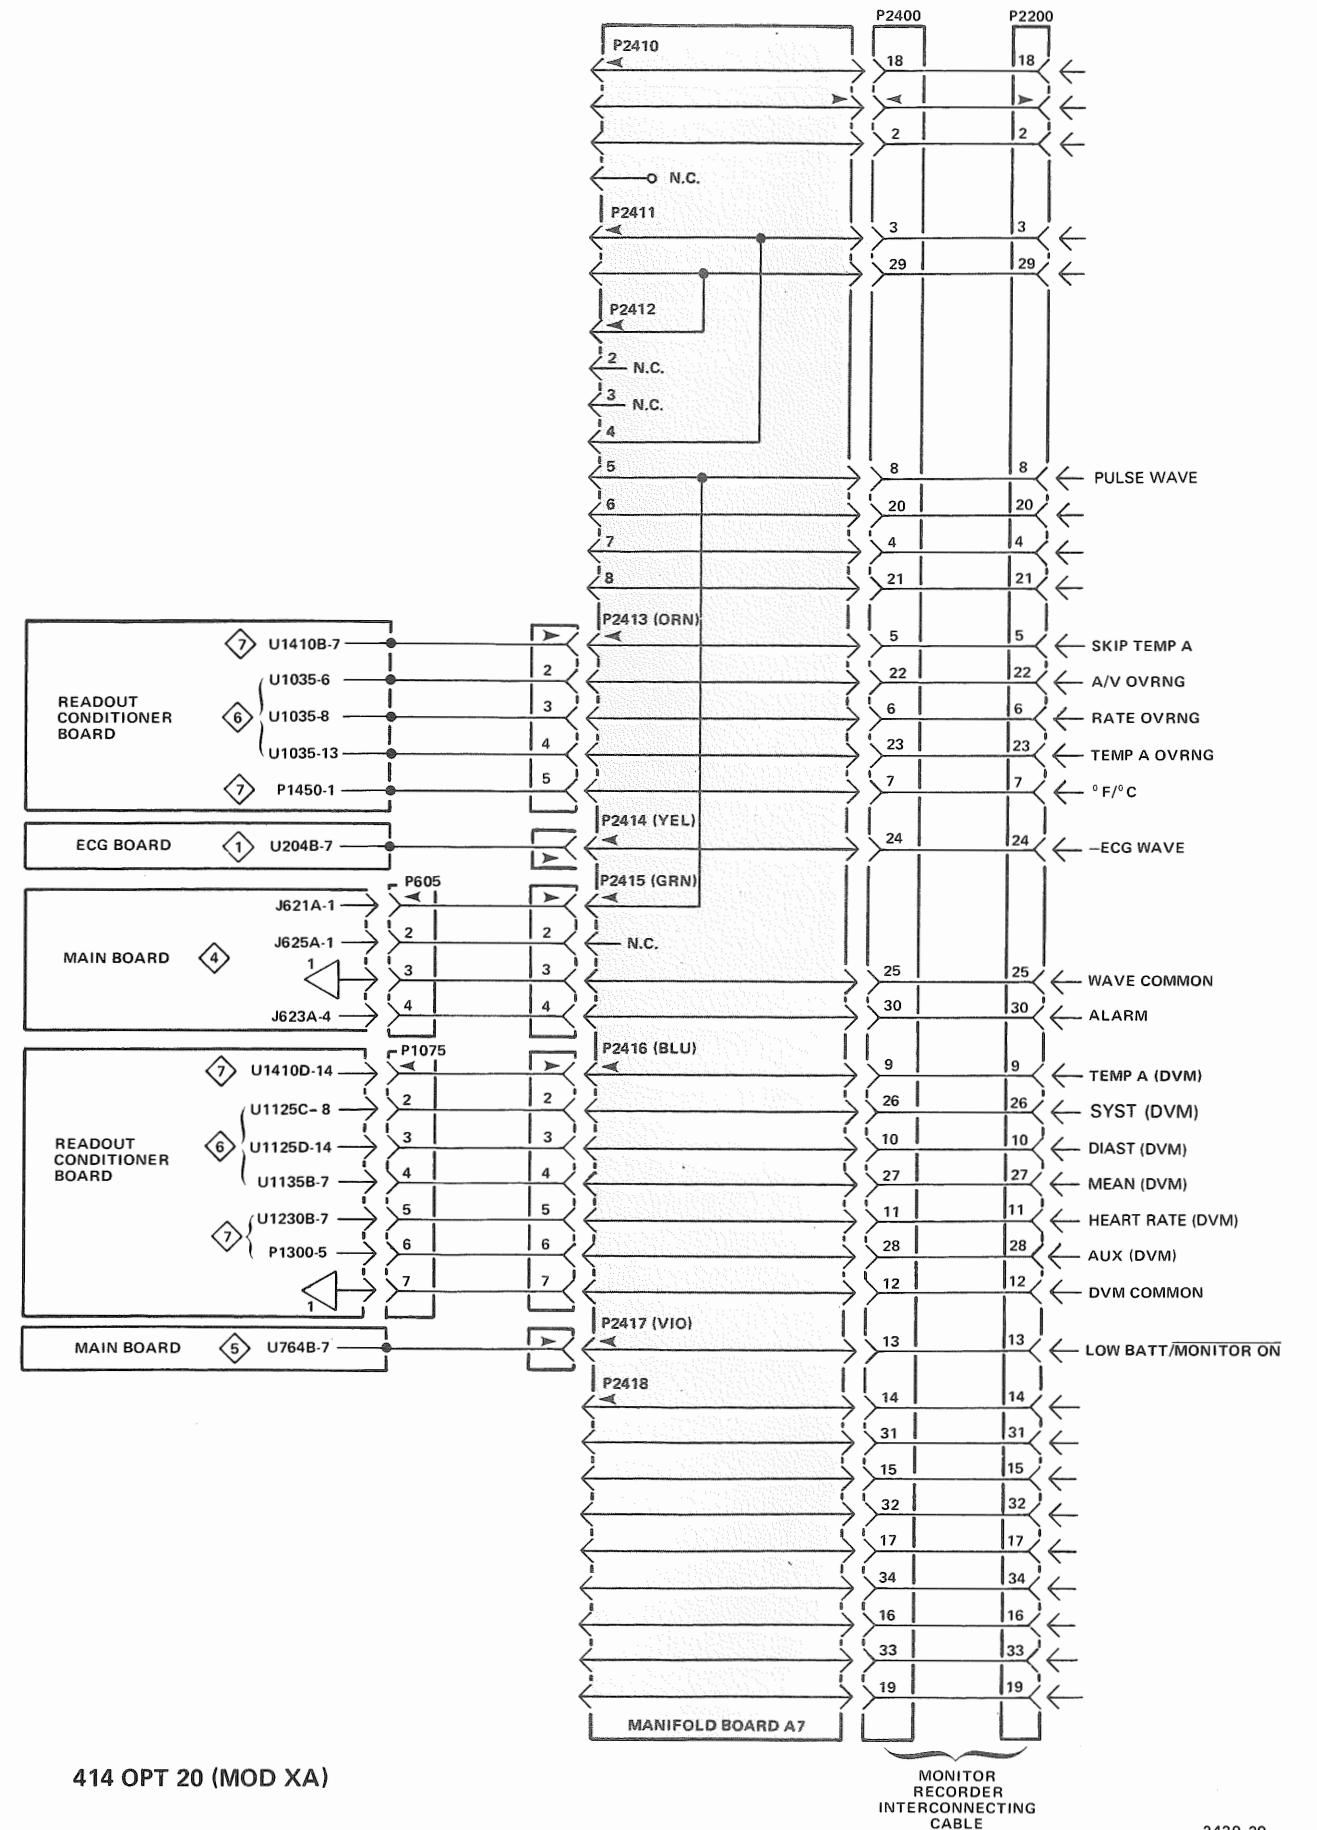 P2400 P2200
P2410
18 18
2 2
N.C.
P2411
3 3
29 29
P2412
2 N.C.
3 N.C.
4
5 8 8 PULSE WAVE
6 20 20
7 4 4
8 21 21
P2413 (ORN)
7 U1410B-7 5 5 SKIP TEMP A
U1035-6 2 22 22 A/V OVRNG
READOUT
CONDITIONER
BOARD
6 U1035-8 3 6 6 RATE OVRNG
U1035-13 4 23 23 TEMP A OVRNG
7 P1450-1 5 7 7 °F/°C
P2414 (YEL)
ECG BOARD 1 U204B-7 24 24 –ECG WAVE
P605 P2415 (GRN)
J621A-1
J625A-1 2 2 N.C.
MAIN BOARD 4
1 3 3 25 25 WAVE COMMON
J623A-4 4 4 30 30 ALARM
P1075 P2416 (BLU)
7 U1410D-14 9 9 TEMP A (DVM)
U1125C-8 2 2 26 26 SYST (DVM)
READOUT
CONDITIONER
BOARD
6 U1125D-14 3 3 10 10 DIAST (DVM)
U1135B-7 4 4 27 27 MEAN (DVM)
U1230B-7 5 5 11 11 HEART RATE (DVM)
7
P1300-5 6 6 28 28 AUX (DVM)
1 7 7 12 12 DVM COMMON
P2417 (VIO)
MAIN BOARD 5 U764B-7 13 13 LOW BATT/MONITOR ON
P2418
14 14
31 31
15 15
32 32
17 17
34 34
16 16
33 33
19 19
MANIFOLD BOARD A7
414 OPT 20 (MOD XA)
MONITOR
RECORDER
INTERCONNECTING
CABLE